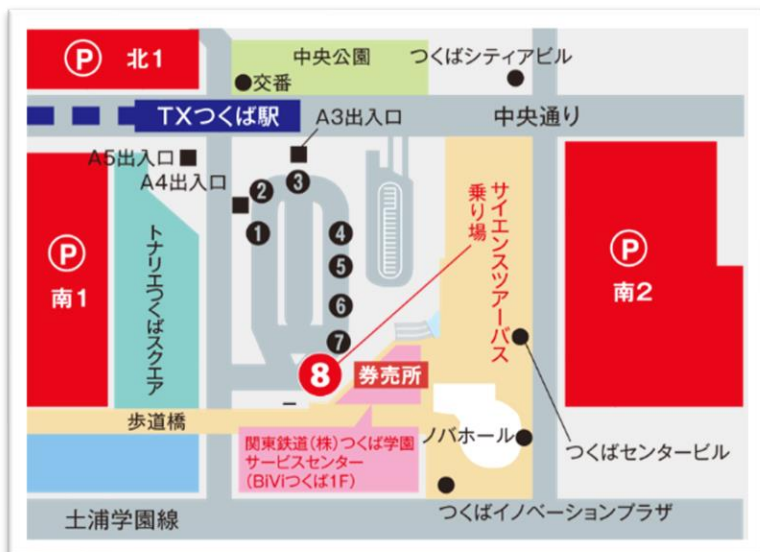 P 北1
中央公園
つくばシティアビル
交番
TXつくば駅
A3出入口
中央通り
A5出入口
A4出入口
2
3
1
4
5
6
7
8
サイエンスツアーバス
乗り場
P
南1
トナリエつくばスクエア
P
南2
券売所
歩道橋
関東鉄道(株)つくば学園
サービスセンター
(BiViつくば1F)
ノバホール
つくばセンタービル
つくばイノベーションプラザ
土浦学園線